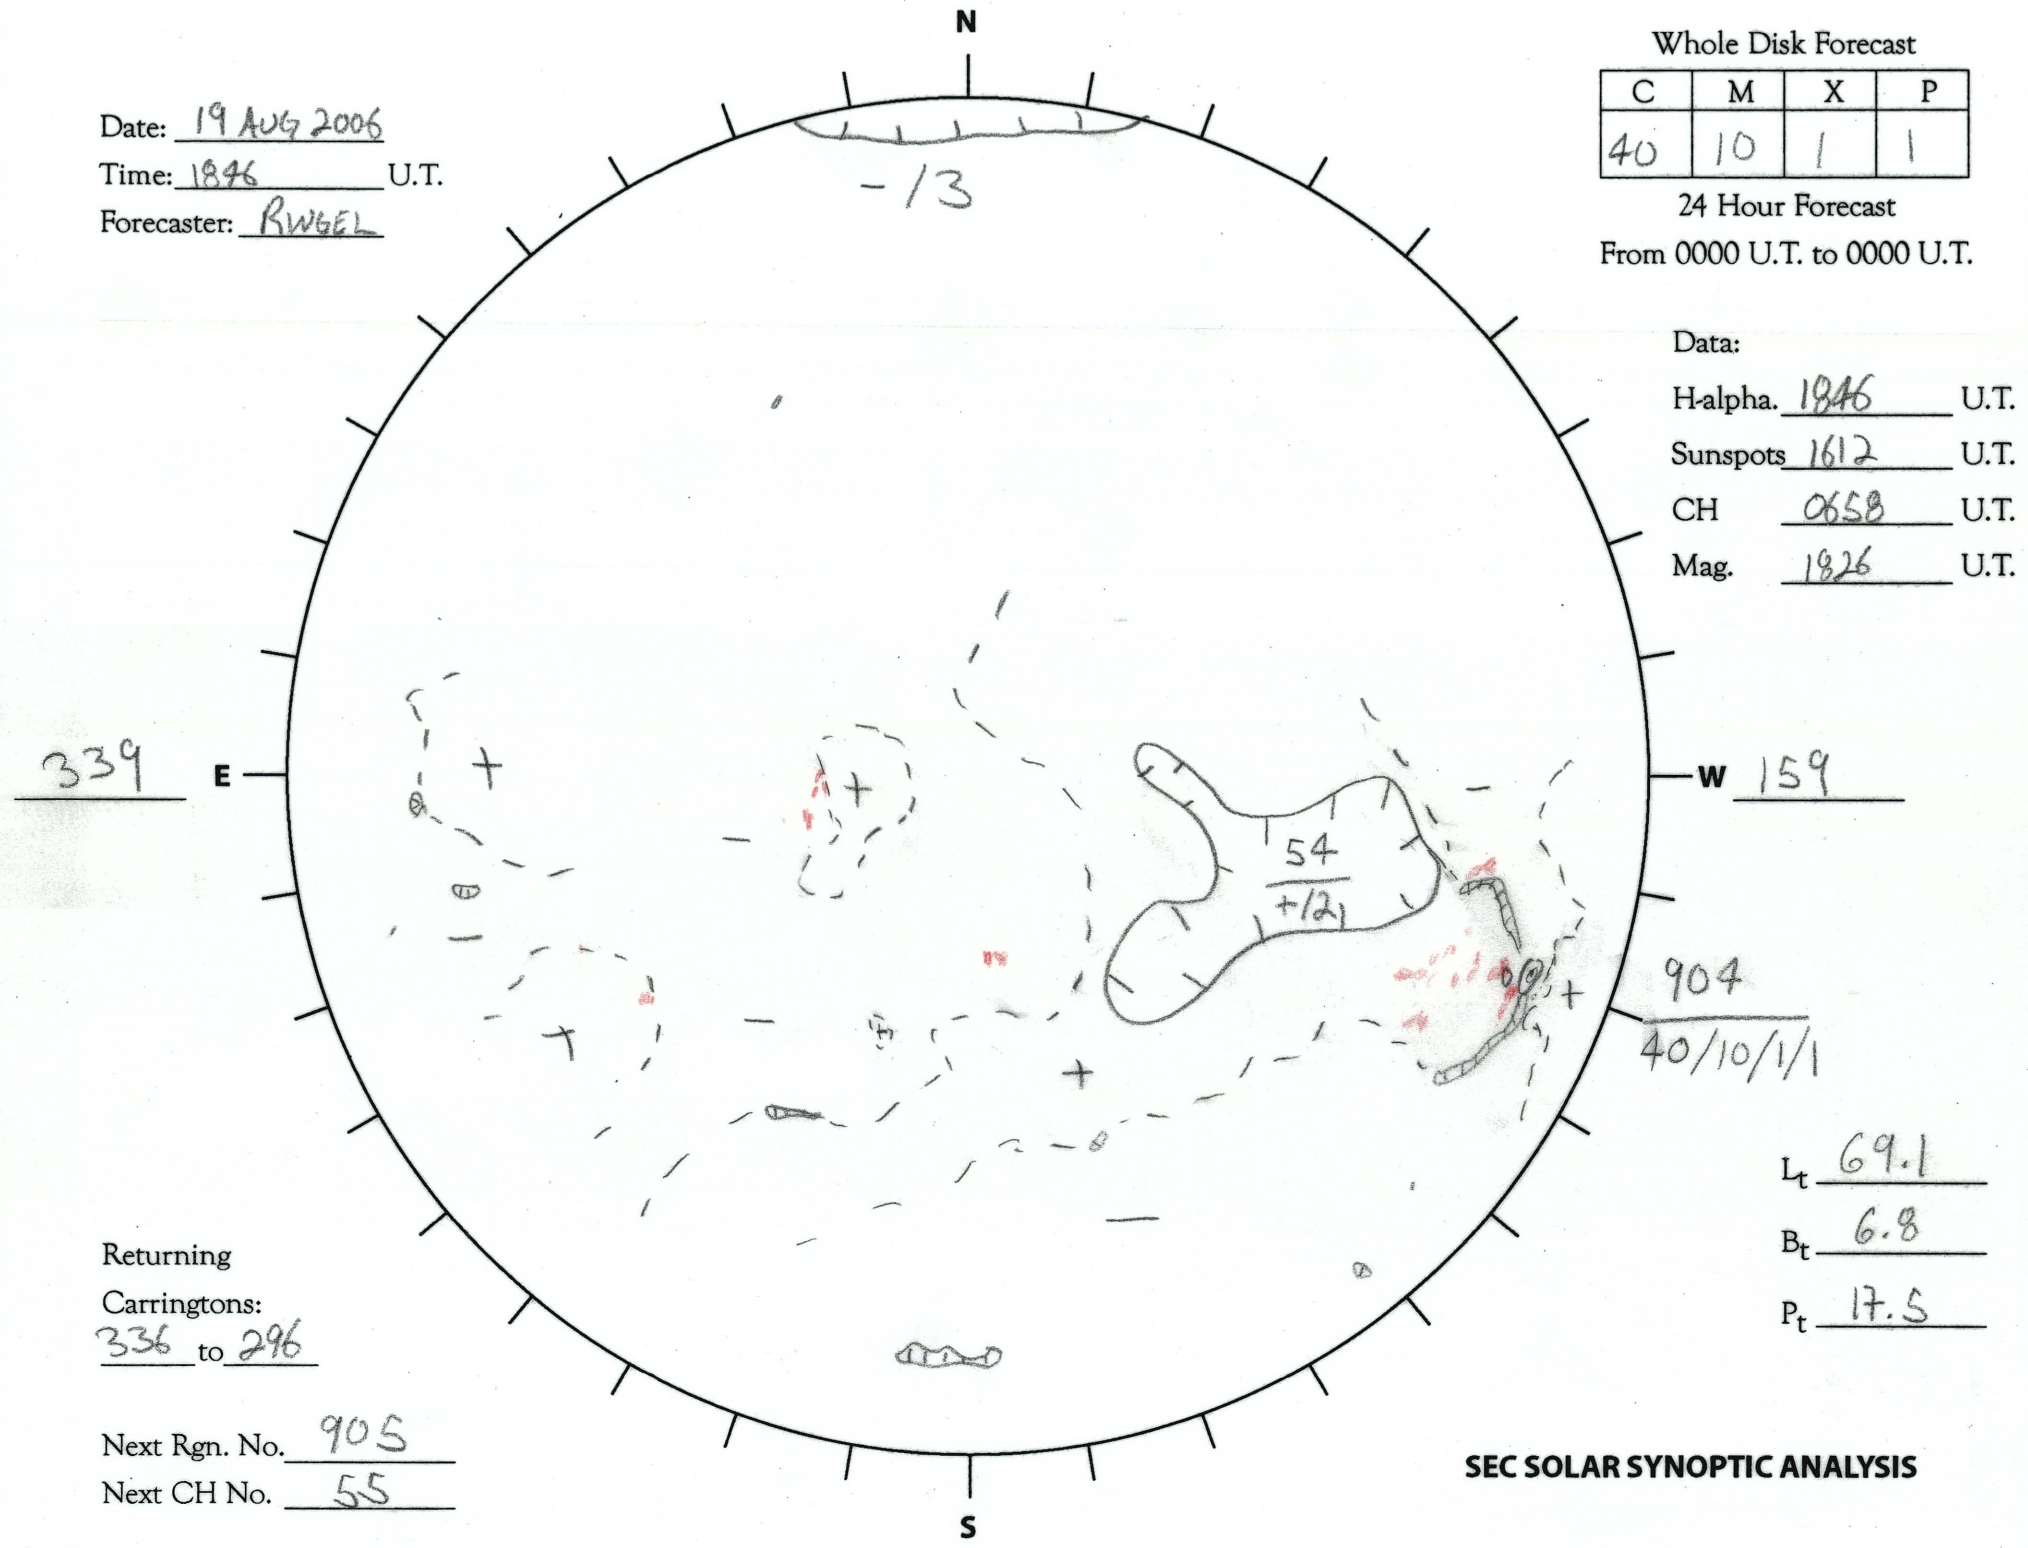 N
Date: 19 AUG 2006
Time: 1846 U.T.
Forecaster: RWGEL
Whole Disk Forecast
C M X P
40 10 1 1
24 Hour Forecast
From 0000 U.T. to 0000 U.T.
-/3
Data:
H-alpha. 1846 U.T.
Sunspots 1612 U.T.
CH 0658 U.T.
Mag. 1826 U.T.
339 E
W 159
+
+
-
-
54
+/2
-
+
-
+
+
+
-
904
40/10/1/1
Lt 69.1
Bt 6.8
Pt 17.5
Returning
Carringtons:
336 to 296
Next Rgn. No. 905
Next CH No. 55
SEC SOLAR SYNOPTIC ANALYSIS
S